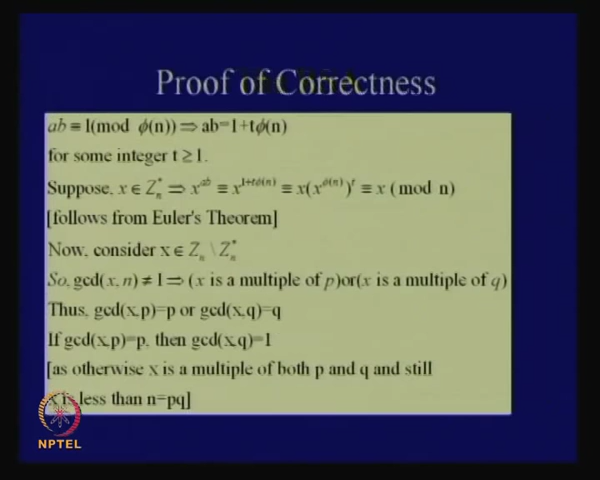 Proof of Correctness
ab ≡ 1(mod ϕ(n)) ⇒ ab=1+tϕ(n)
for some integer t ≥ 1.
Suppose, x ∈ Z*ₙ ⇒ x^{ab} ≡ x^{1+tϕ(n)} ≡ x(x^{ϕ(n)})^t ≡ x (mod n)
[follows from Euler's Theorem]
Now, consider x ∈ Zₙ \ Z*ₙ
So, gcd(x, n) ≠ 1 ⇒ (x is a multiple of p)or(x is a multiple of q)
Thus, gcd(x,p)=p or gcd(x,q)=q
If gcd(x,p)=p, then gcd(x,q)=1
[as otherwise x is a multiple of both p and q and still
x is less than n=pq]
NPTEL